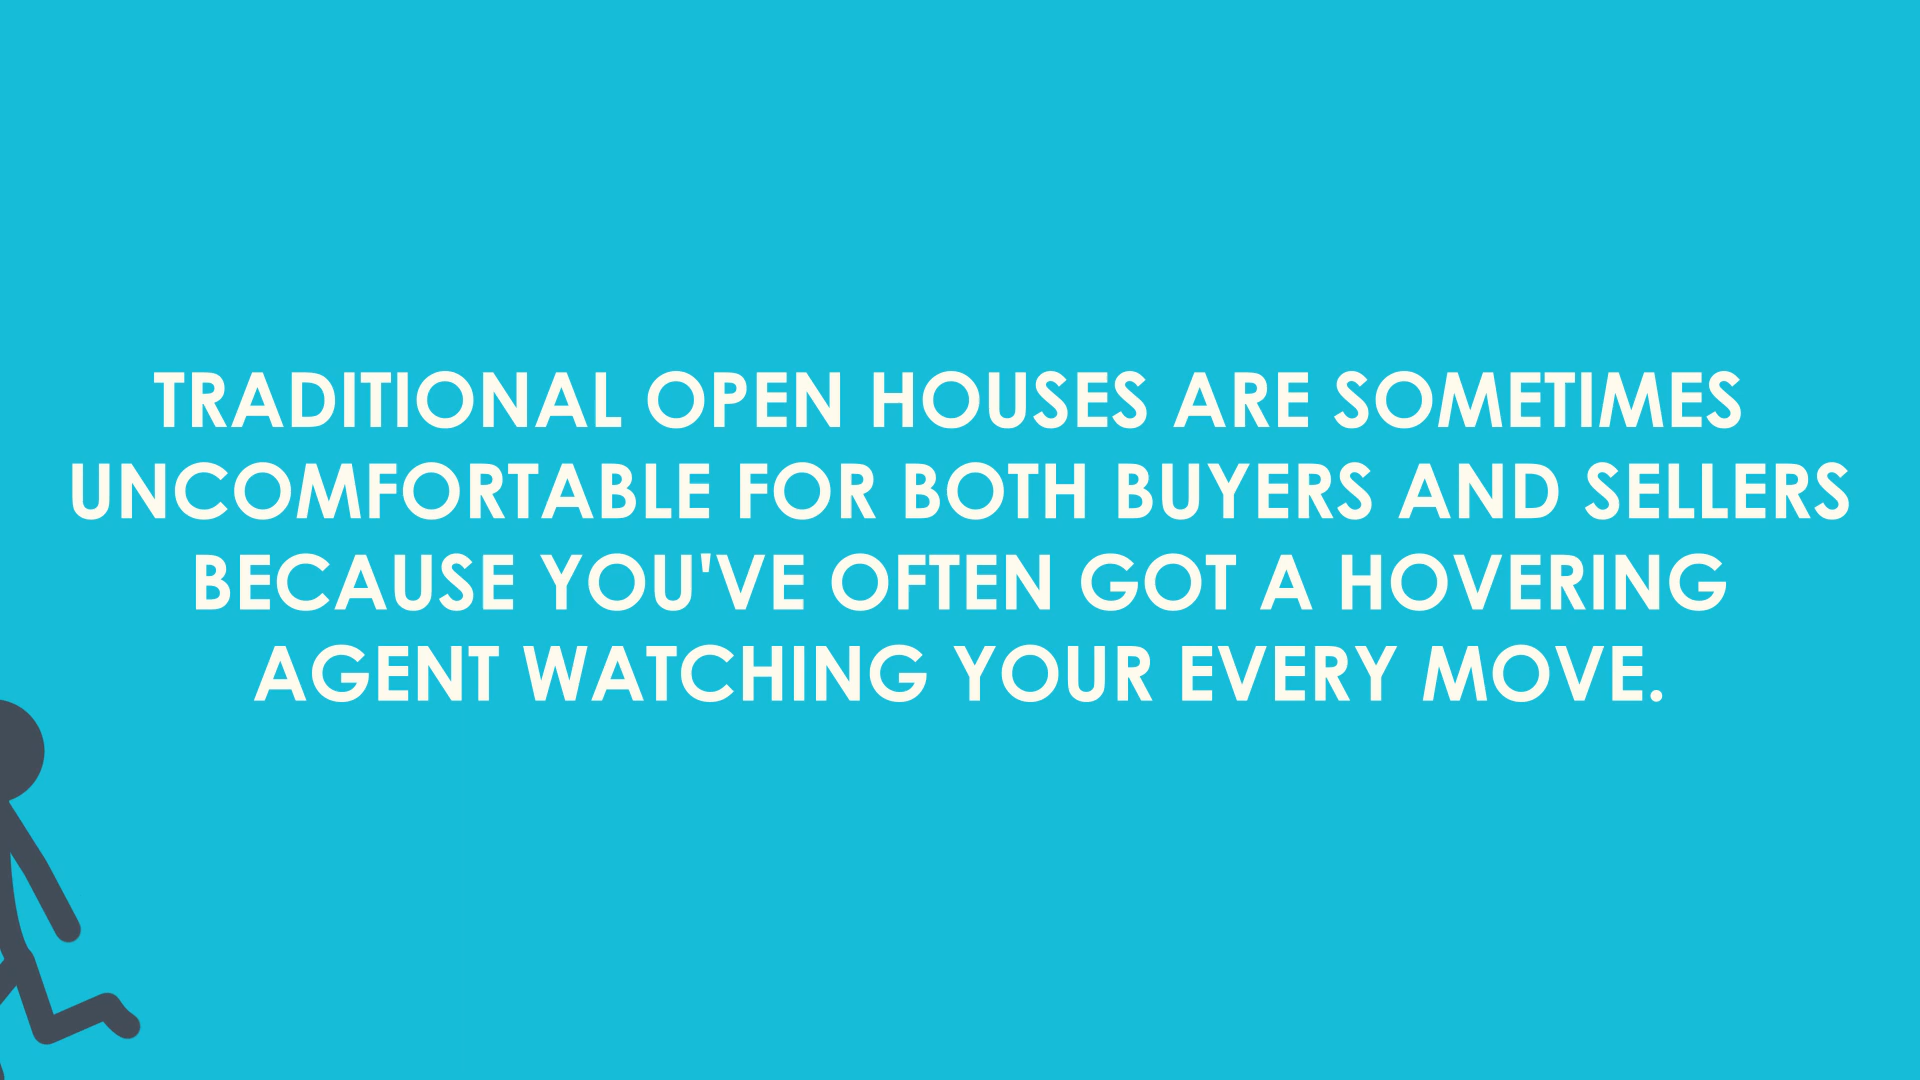 TRADITIONAL OPEN HOUSES ARE SOMETIMES
UNCOMFORTABLE FOR BOTH BUYERS AND SELLERS
BECAUSE YOU'VE OFTEN GOT A HOVERING
AGENT WATCHING YOUR EVERY MOVE.